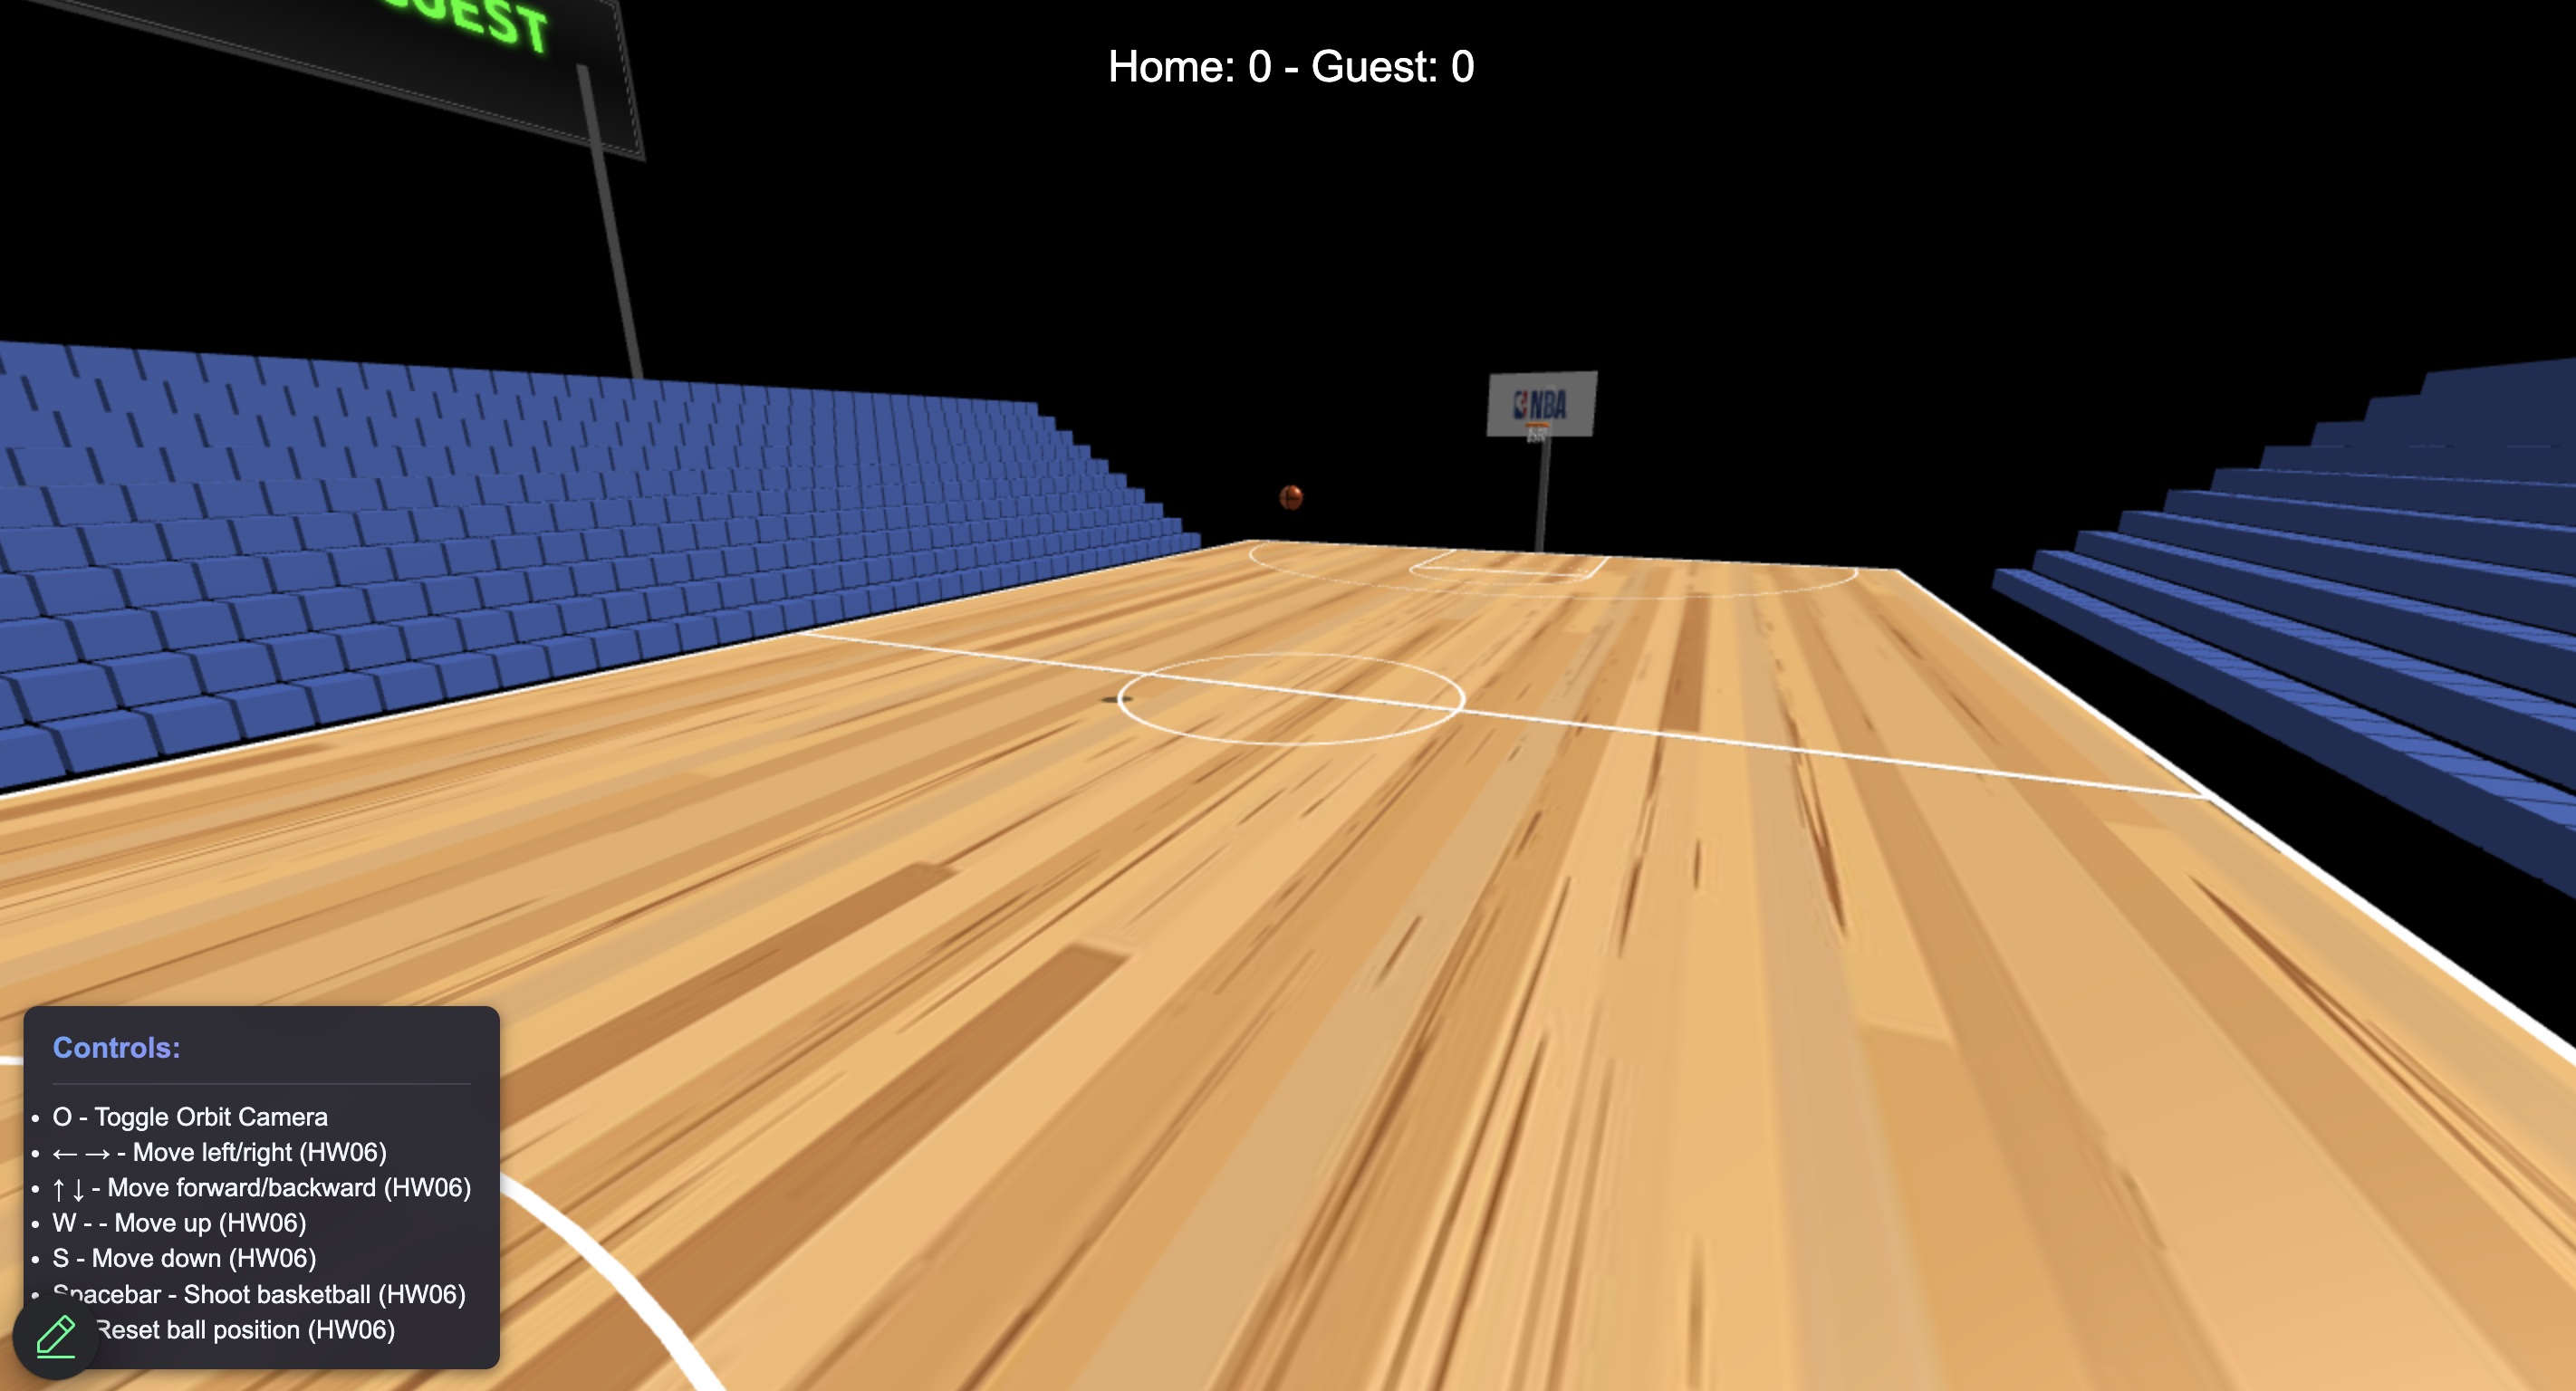 GUEST
Home: 0 - Guest: 0
NBA
Controls:
O - Toggle Orbit Camera
← → - Move left/right (HW06)
↑ ↓ - Move forward/backward (HW06)
W - - Move up (HW06)
S - Move down (HW06)
Spacebar - Shoot basketball (HW06)
Reset ball position (HW06)